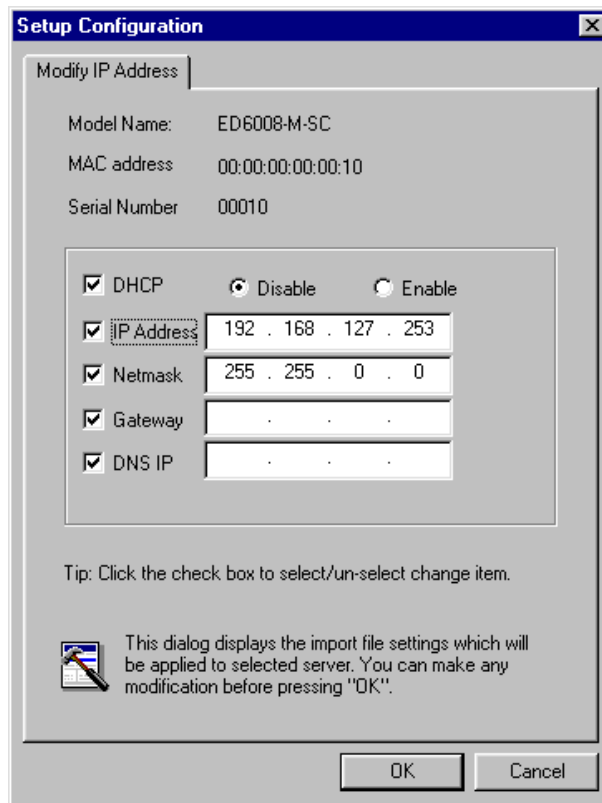 Setup Configuration
Modify IP Address
Model Name: ED6008-M-SC
MAC address 00:00:00:00:00:10
Serial Number 00010
DHCP Disable Enable
IP Address 192 . 168 . 127 . 253
Netmask 255 . 255 . 0 . 0
Gateway . . .
DNS IP . . .
Tip: Click the check box to select/un-select change item.
This dialog displays the import file settings which will
be applied to selected server. You can make any
modification before pressing "OK".
OK Cancel